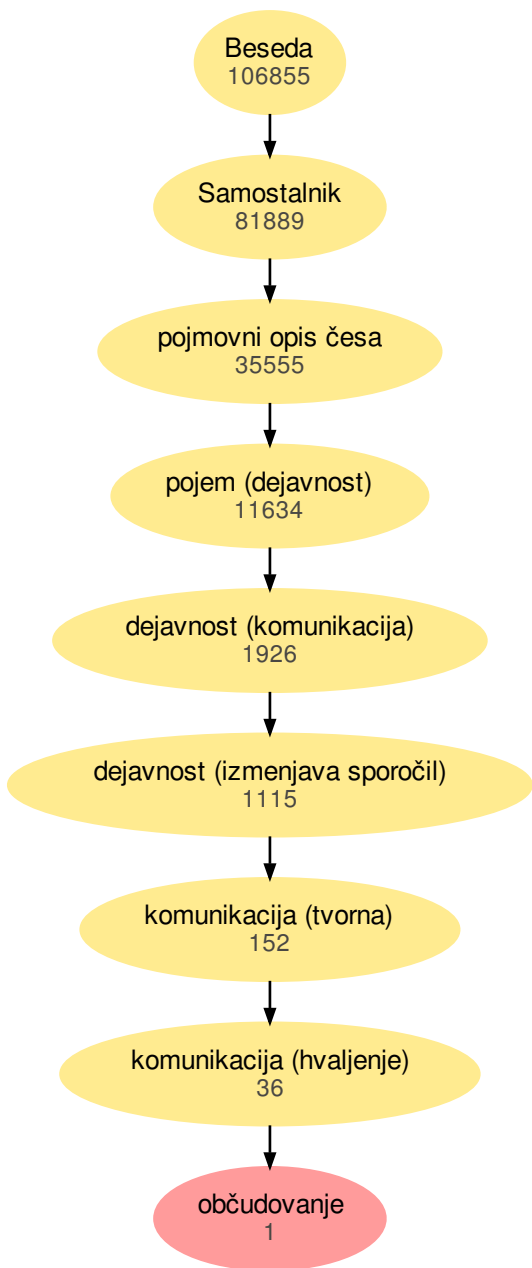 Beseda
106855
Samostalnik
81889
pojmovni opis česa
35555
pojem (dejavnost)
11634
dejavnost (komunikacija)
1926
dejavnost (izmenjava sporočil)
1115
komunikacija (tvorna)
152
komunikacija (hvaljenje)
36
občudovanje
1